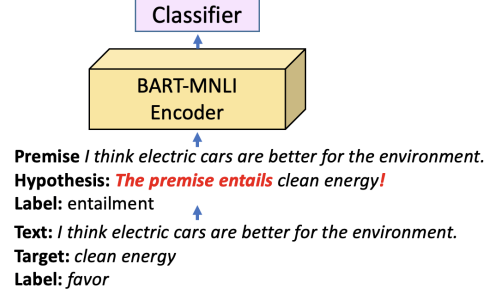 Classifier
BART-MNLI
Encoder
Premise I think electric cars are better for the environment.
Hypothesis: The premise entails clean energy!
Label: entailment
Text: I think electric cars are better for the environment.
Target: clean energy
Label: favor